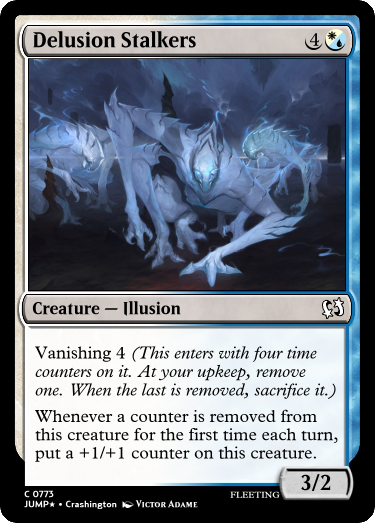 Delusion Stalkers 4
Creature — Illusion
Vanishing 4 (This enters with four time
counters on it. At your upkeep, remove
one. When the last is removed, sacrifice it.)
Whenever a counter is removed from
this creature for the first time each turn,
put a +1/+1 counter on this creature.
3/2
C 0773
JUMP★ • Crashington Victor Adame
FLEETING